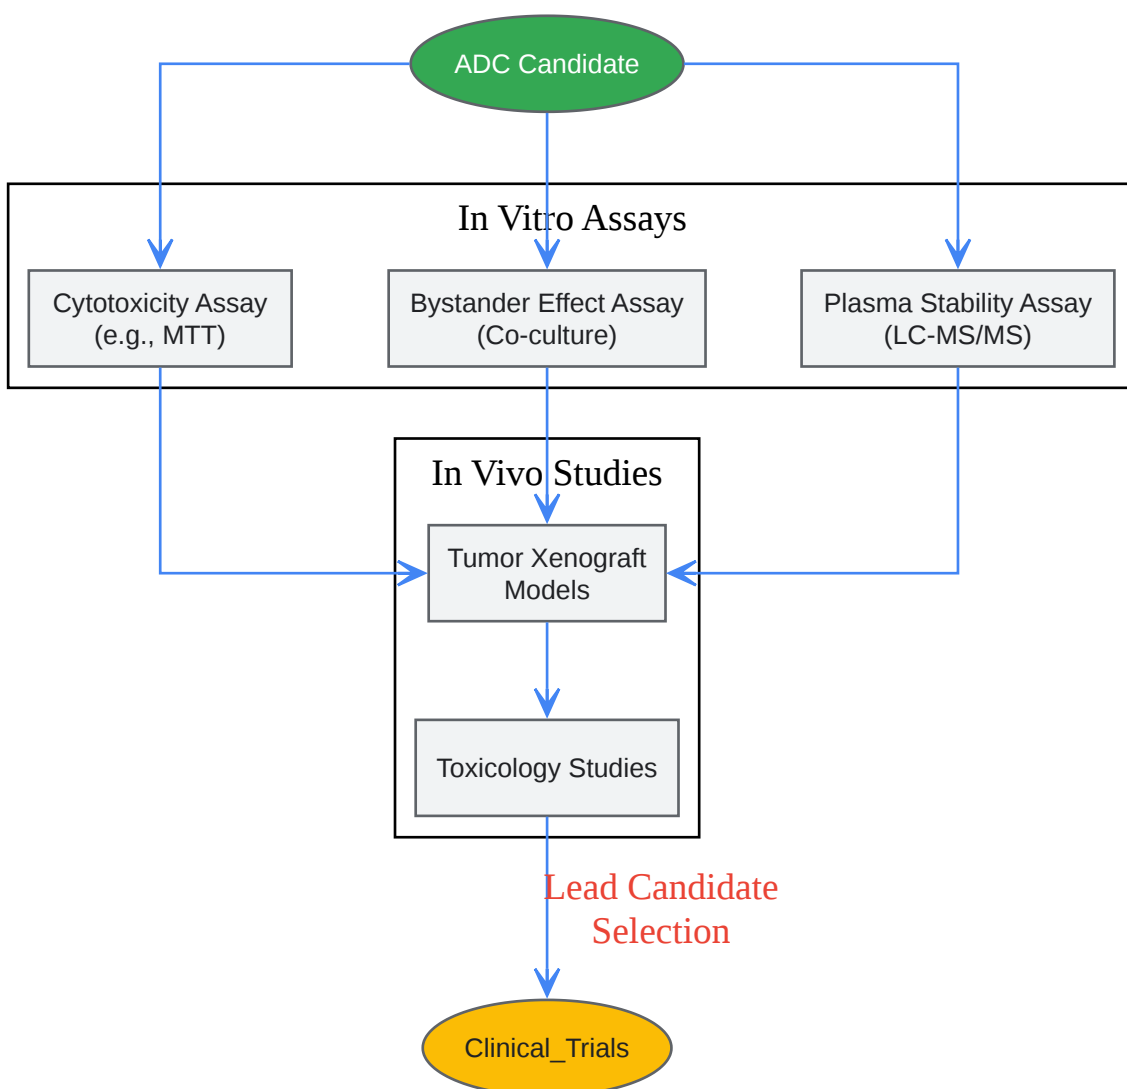 ADC Candidate
In Vitro Assays
Cytotoxicity Assay
(e.g., MTT)
Bystander Effect Assay
(Co-culture)
Plasma Stability Assay
(LC-MS/MS)
In Vivo Studies
Tumor Xenograft
Models
Toxicology Studies
Lead Candidate
Selection
Clinical_Trials